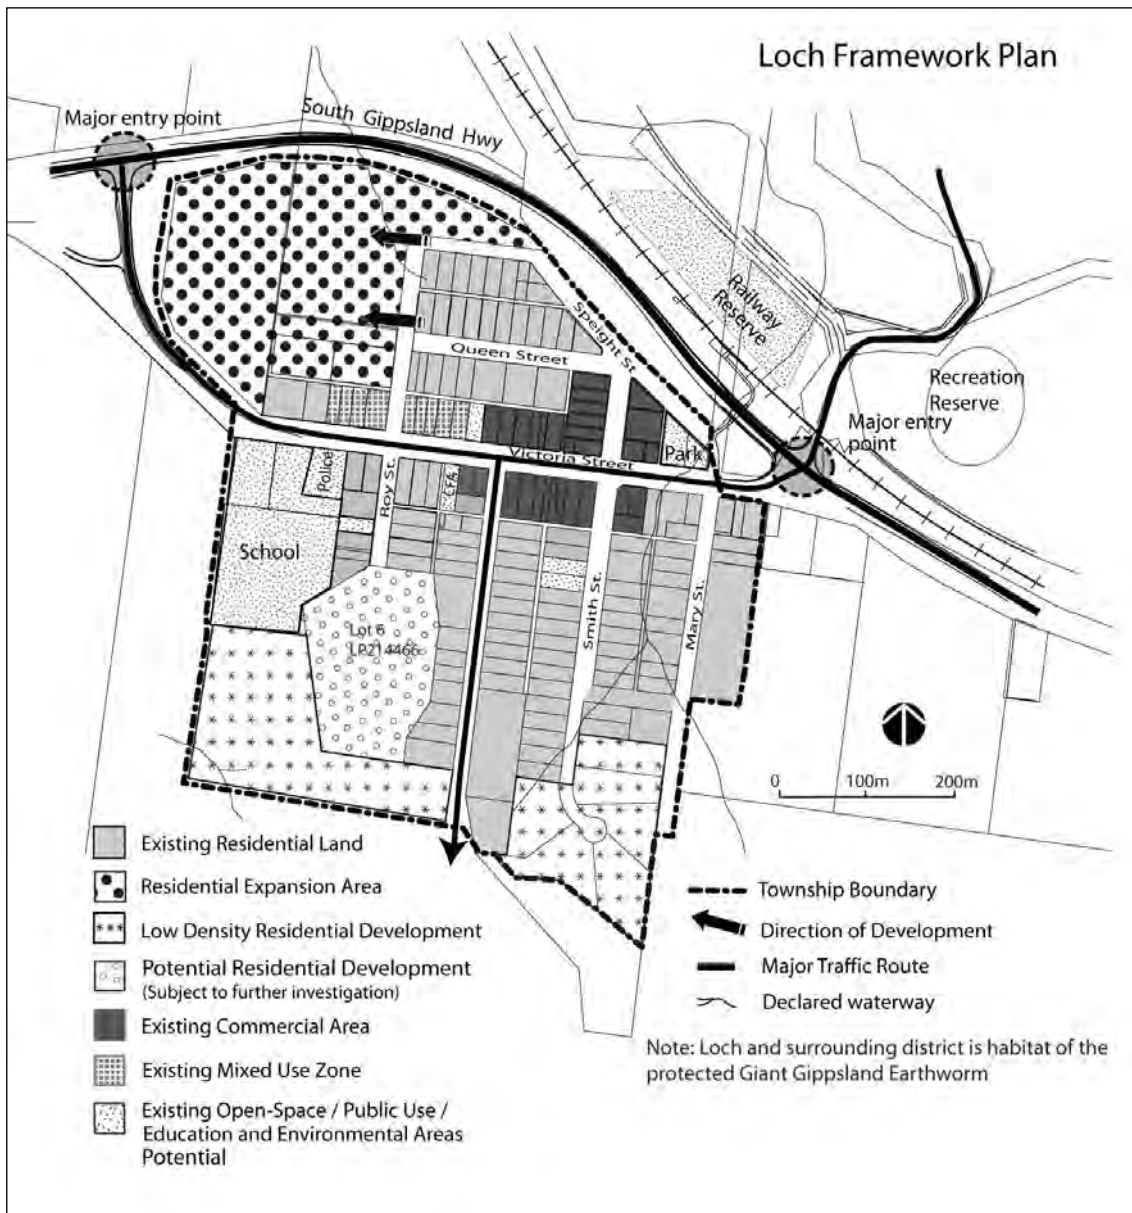 Loch Framework Plan
Major entry point
South Gippsland Hwy
Railway
Reserve
Speight St.
Queen Street
Recreation
Reserve
Major entry
point
Park
Victoria Street
Police
Roy St.
CFA
School
Smith St.
Mary St.
Lot 6
LP214466
0 100m 200m
Existing Residential Land
Residential Expansion Area
Low Density Residential Development
Potential Residential Development
(Subject to further investigation)
Existing Commercial Area
Existing Mixed Use Zone
Existing Open-Space / Public Use /
Education and Environmental Areas
Potential
Township Boundary
Direction of Development
Major Traffic Route
Declared waterway
Note: Loch and surrounding district is habitat of the
protected Giant Gippsland Earthworm